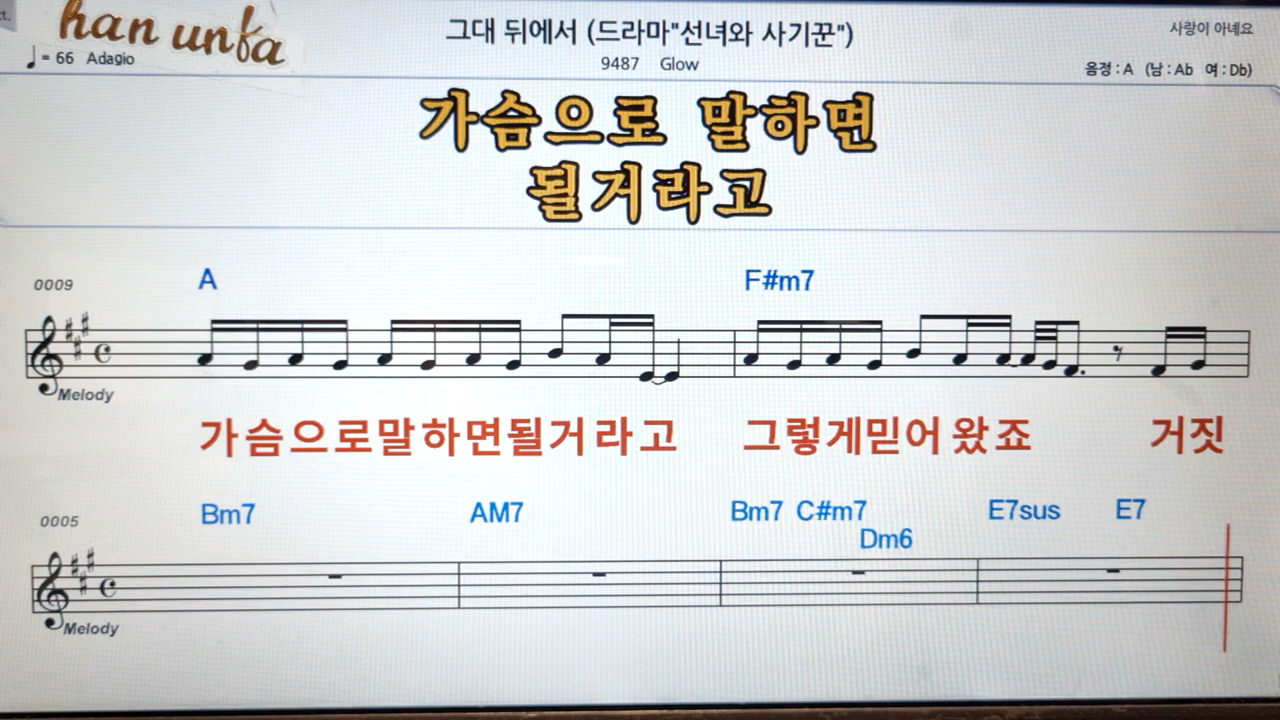 han unfa
그대 뒤에서 (드라마"선녀와 사기꾼")
사랑이 아네요
♩= 66 Adagio
9487 Glow
음정 : A (남 : Ab 여 : Db)
가슴으로 말하면
될거라고
0009
A F#m7
Melody
가슴으로말하면될거라고 그렇게믿어왔죠 거짓
0005
Bm7 AM7 Bm7 C#m7 E7sus E7
Dm6
Melody